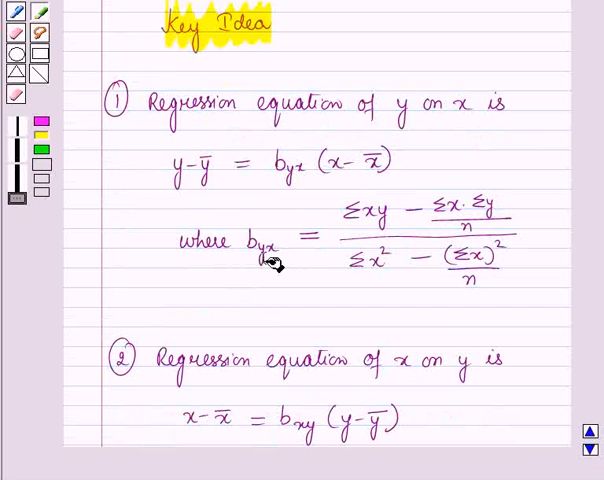 Key Idea
① Regression equation of y on x is
y-ȳ = byx (x-x̄)
where byx = (Σxy - Σx.Σy/n) / (Σx² - (Σx)²/n)
② Regression equation of x on y is
x-x̄ = bxy (y-ȳ)